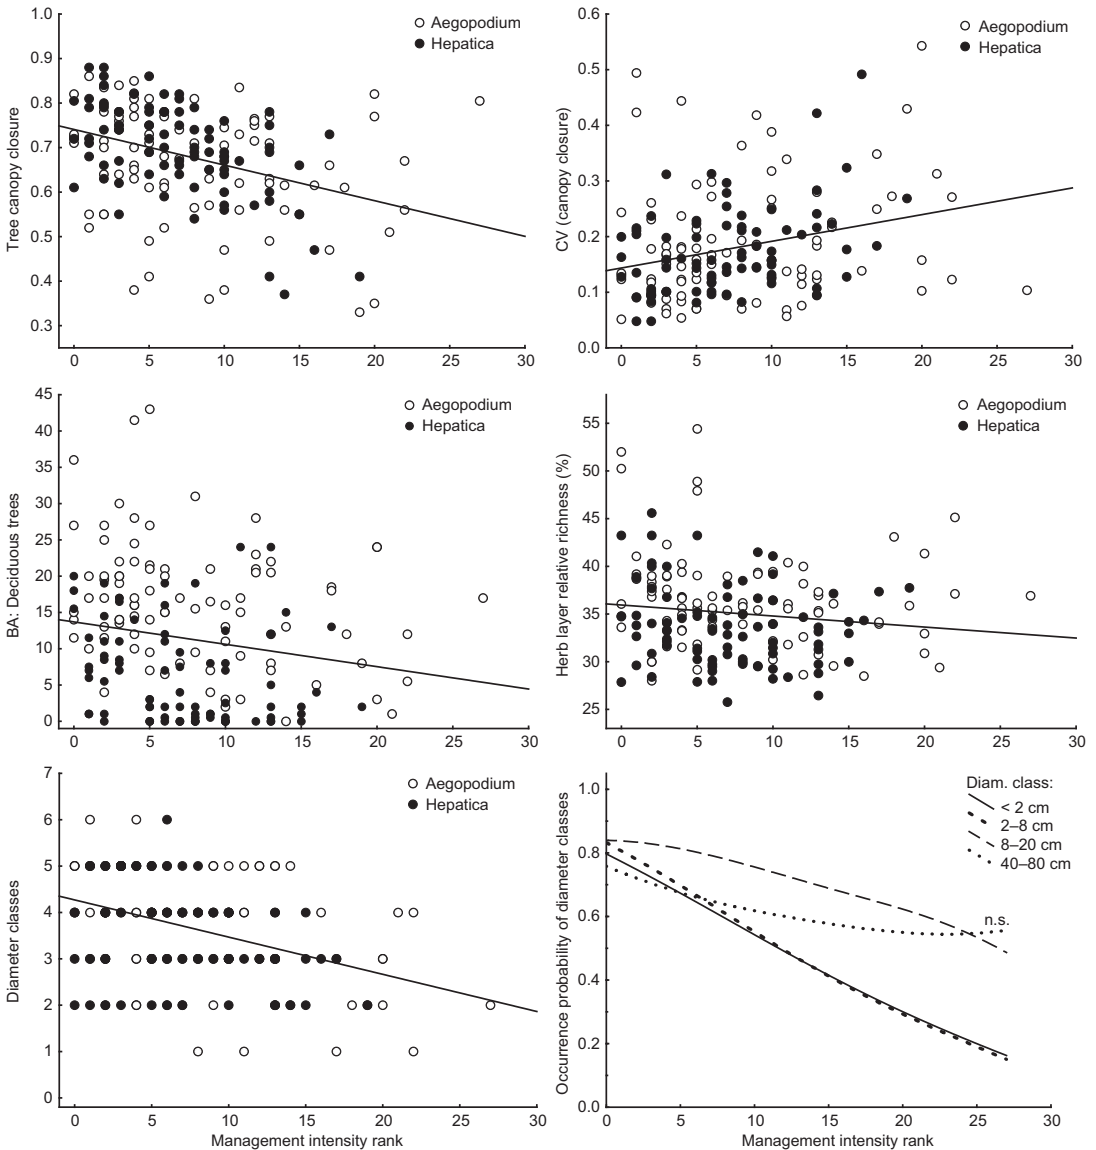 1.0
0.9
0.8
0.7
0.6
0.5
0.4
0.3
Tree canopy closure
Aegopodium
Hepatica
0 5 10 15 20 25 30
0.6
0.5
0.4
0.3
0.2
0.1
0.0
CV (canopy closure)
Aegopodium
Hepatica
0 5 10 15 20 25 30
45
40
35
30
25
20
15
10
5
0
BA: Deciduous trees
Aegopodium
Hepatica
0 5 10 15 20 25 30
55
50
45
40
35
30
25
Herb layer relative richness (%)
Aegopodium
Hepatica
0 5 10 15 20 25 30
7
6
5
4
3
2
1
0
Diameter classes
Aegopodium
Hepatica
0 5 10 15 20 25 30
Management intensity rank
1.0
0.8
0.6
0.4
0.2
0.0
Occurrence probability of diameter classes
Diam. class:
< 2 cm
2–8 cm
8–20 cm
40–80 cm
n.s.
0 5 10 15 20 25 30
Management intensity rank